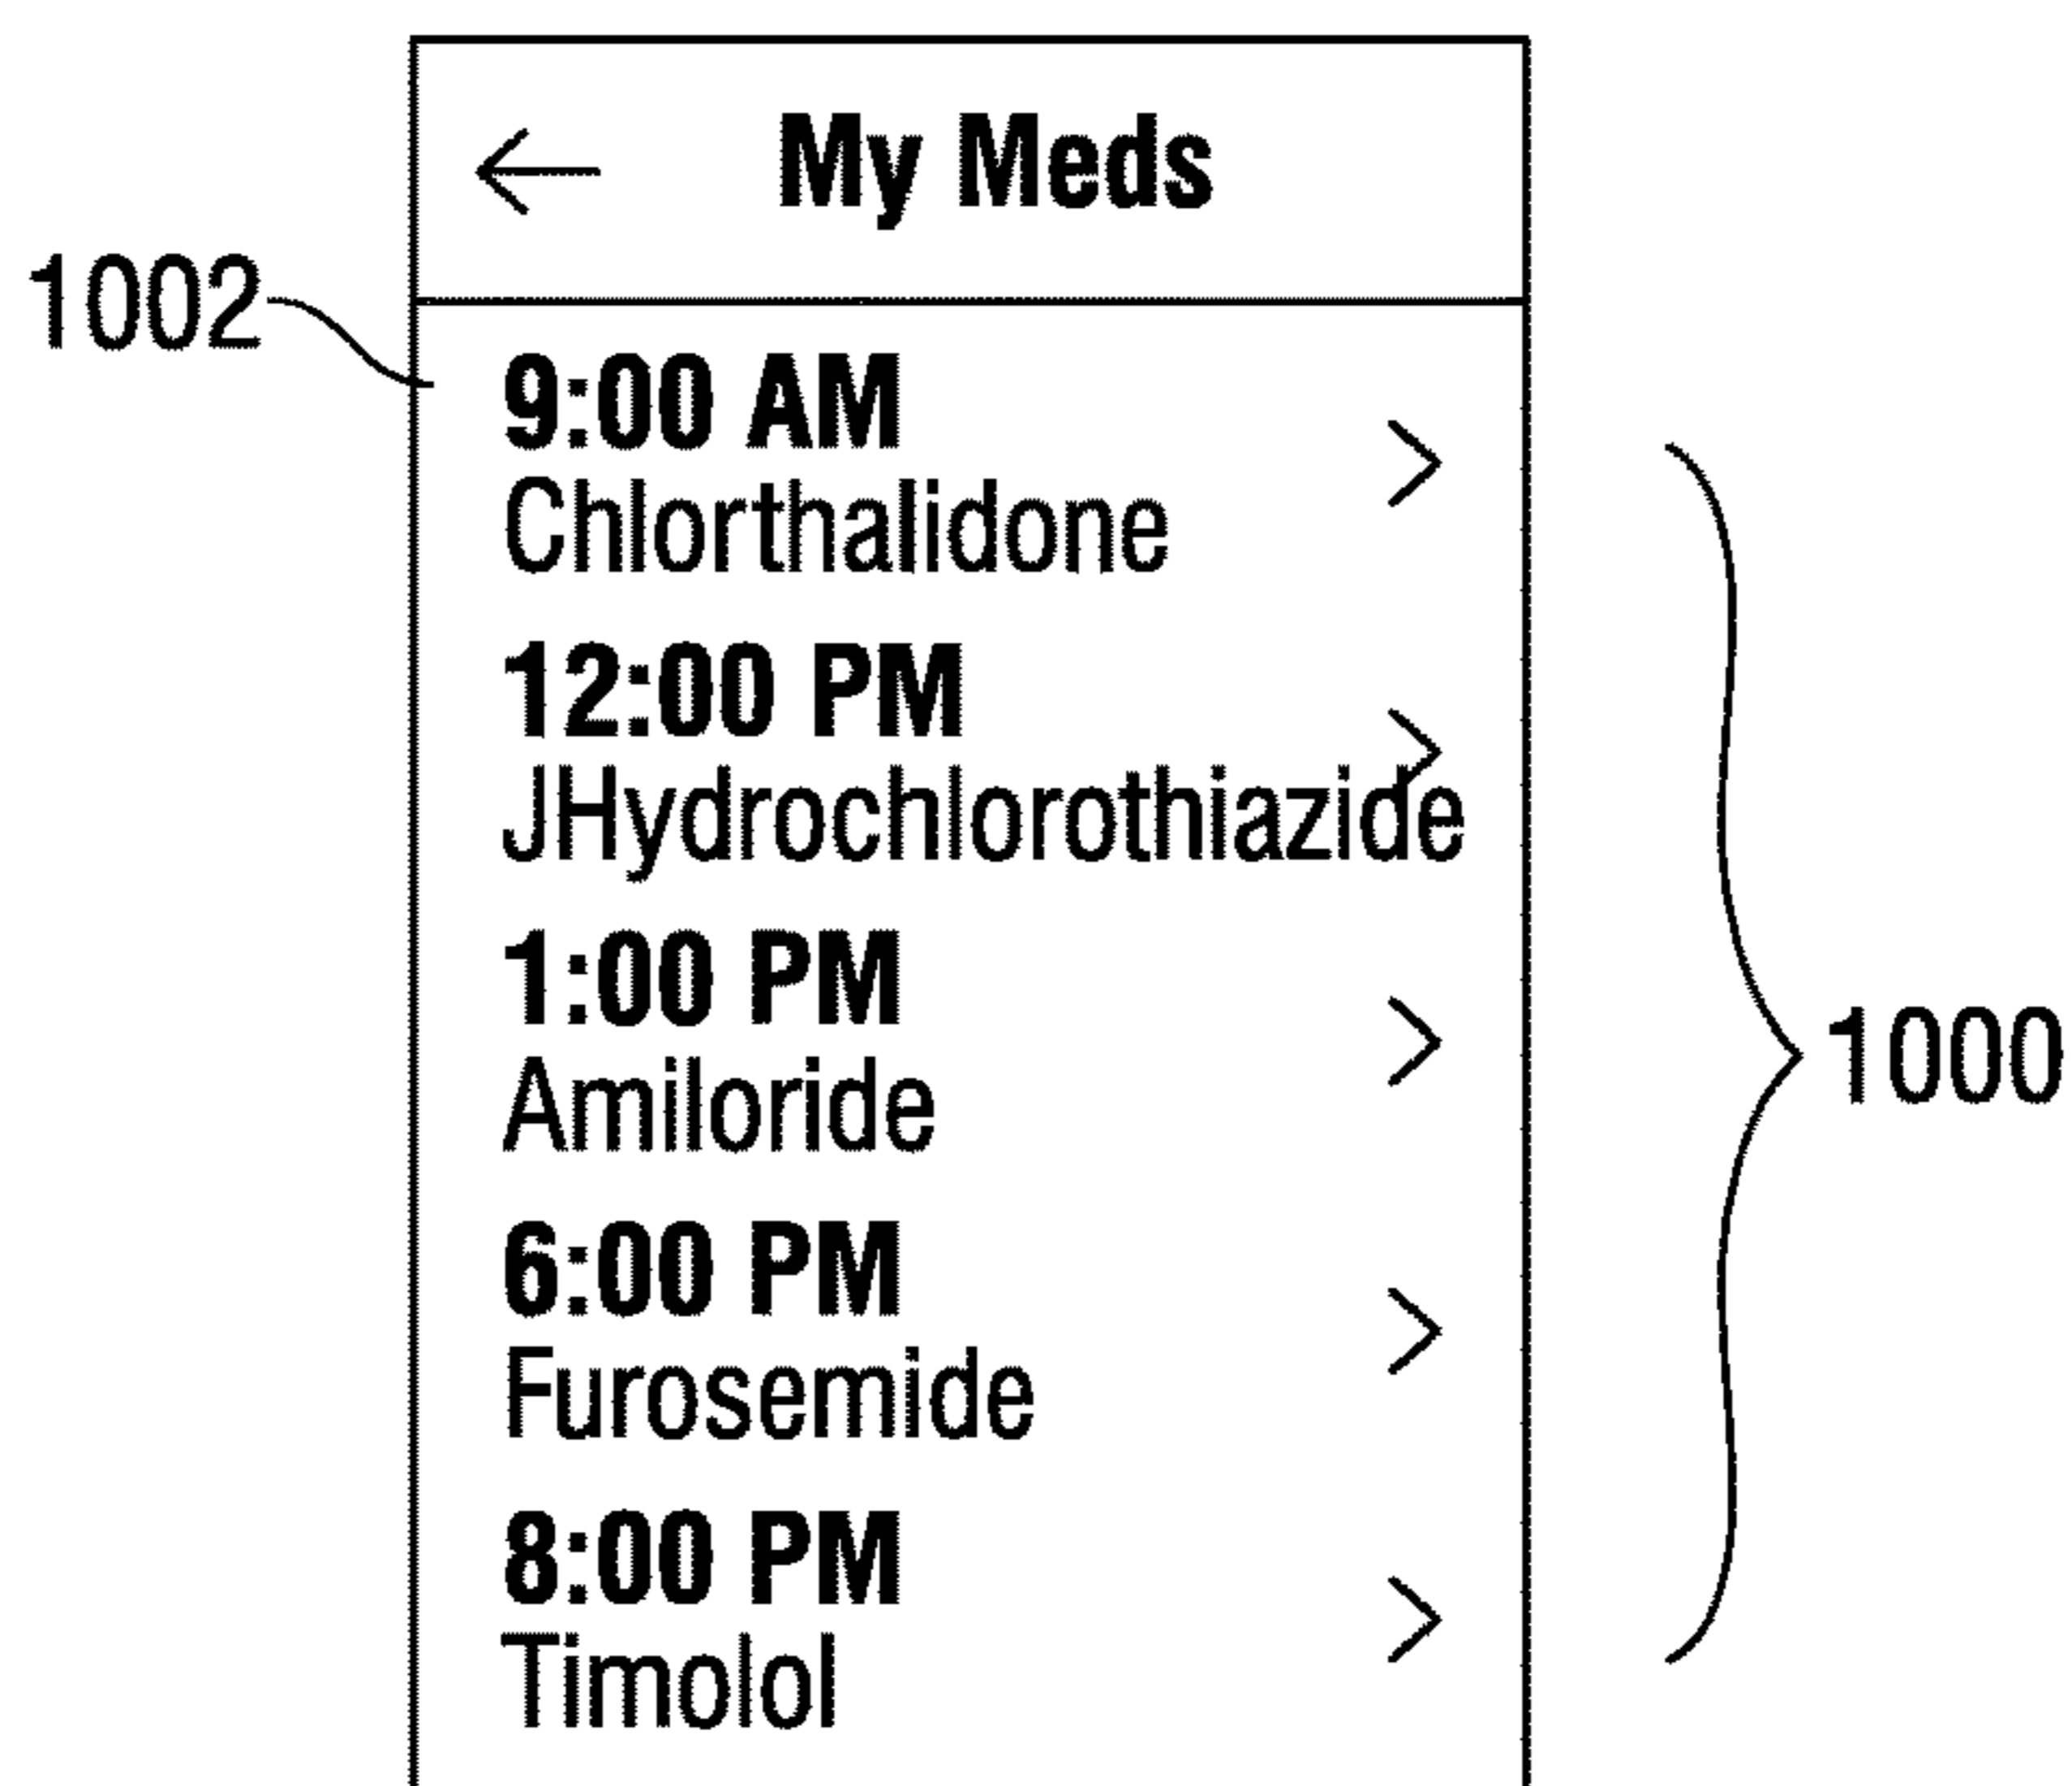 My Meds
1002
9:00 AM
Chlorthalidone
12:00 PM
JHydrochlorothiazide
1:00 PM
Amiloride
1000
6:00 PM
Furosemide
8:00 PM
Timolol